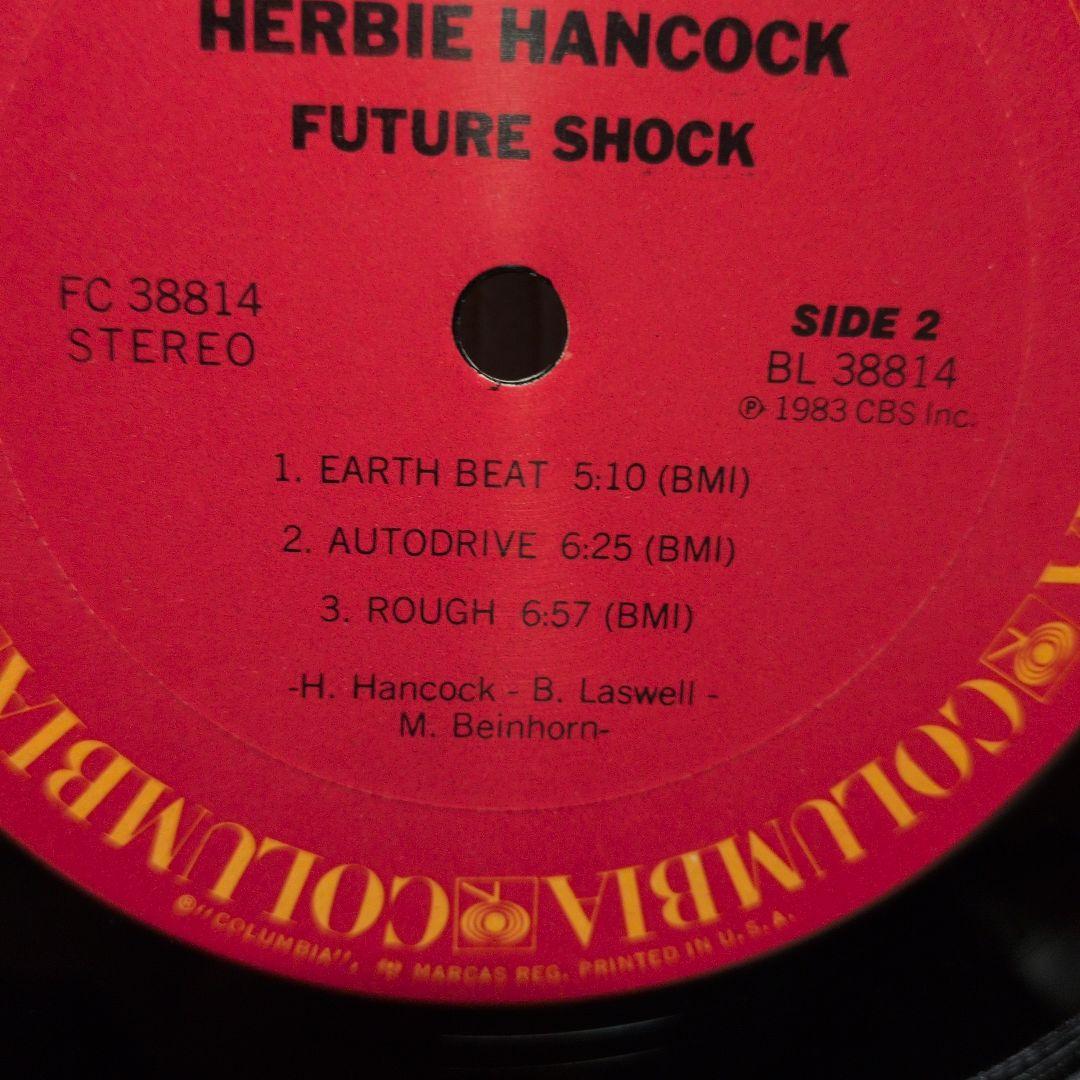 HERBIE HANCOCK
FUTURE SHOCK
FC 38814
STEREO
SIDE 2
BL 38814
Ⓟ 1983 CBS Inc.
1. EARTH BEAT 5:10 (BMI)
2. AUTODRIVE 6:25 (BMI)
3. ROUGH 6:57 (BMI)
-H. Hancock - B. Laswell -
M. Beinhorn-
COLUMBIA COLUMBIA
® "COLUMBIA", MARCAS REG. PRINTED IN U.S.A.